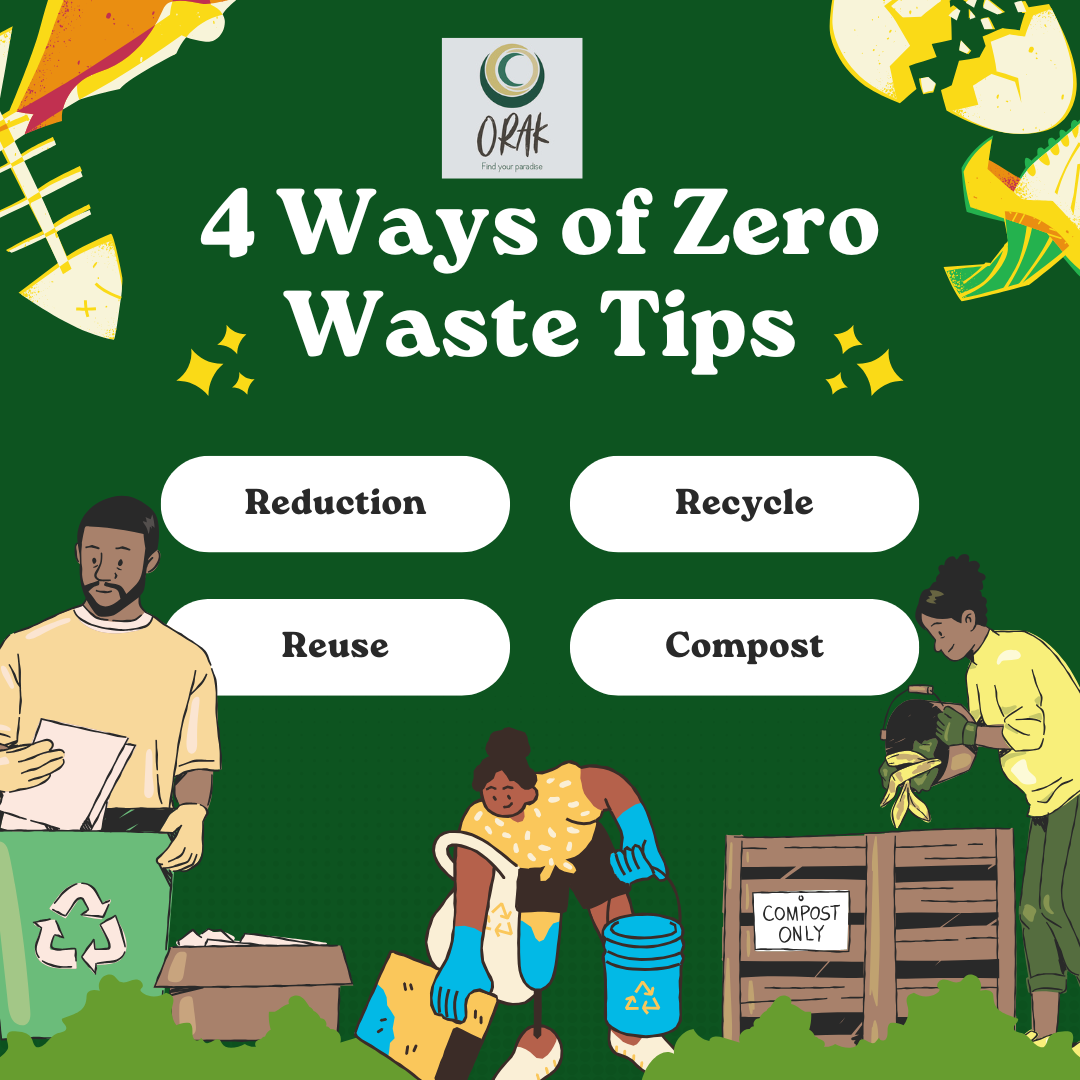 ORAK
Find your paradise
4 Ways of Zero
Waste Tips
Reduction
Recycle
Reuse
Compost
COMPOST
ONLY